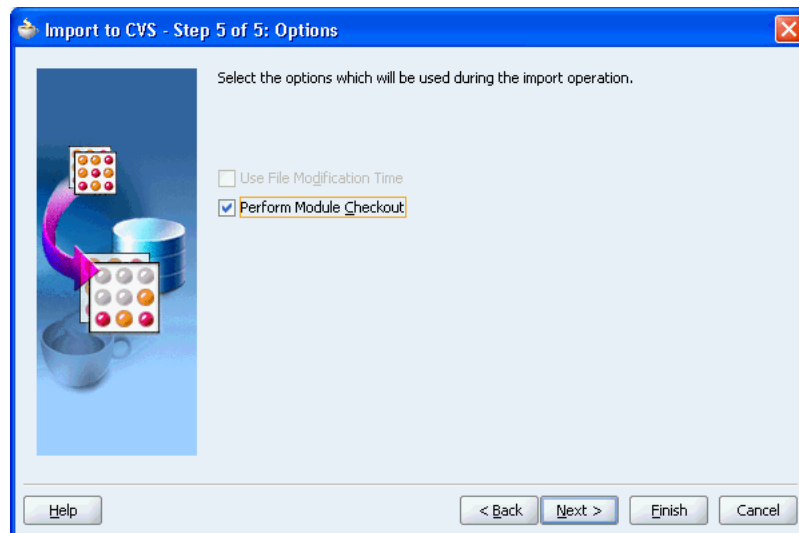 Import to CVS - Step 5 of 5: Options
Select the options which will be used during the import operation.
Use File Modification Time
Perform Module Checkout
Help
< Back
Next >
Finish
Cancel